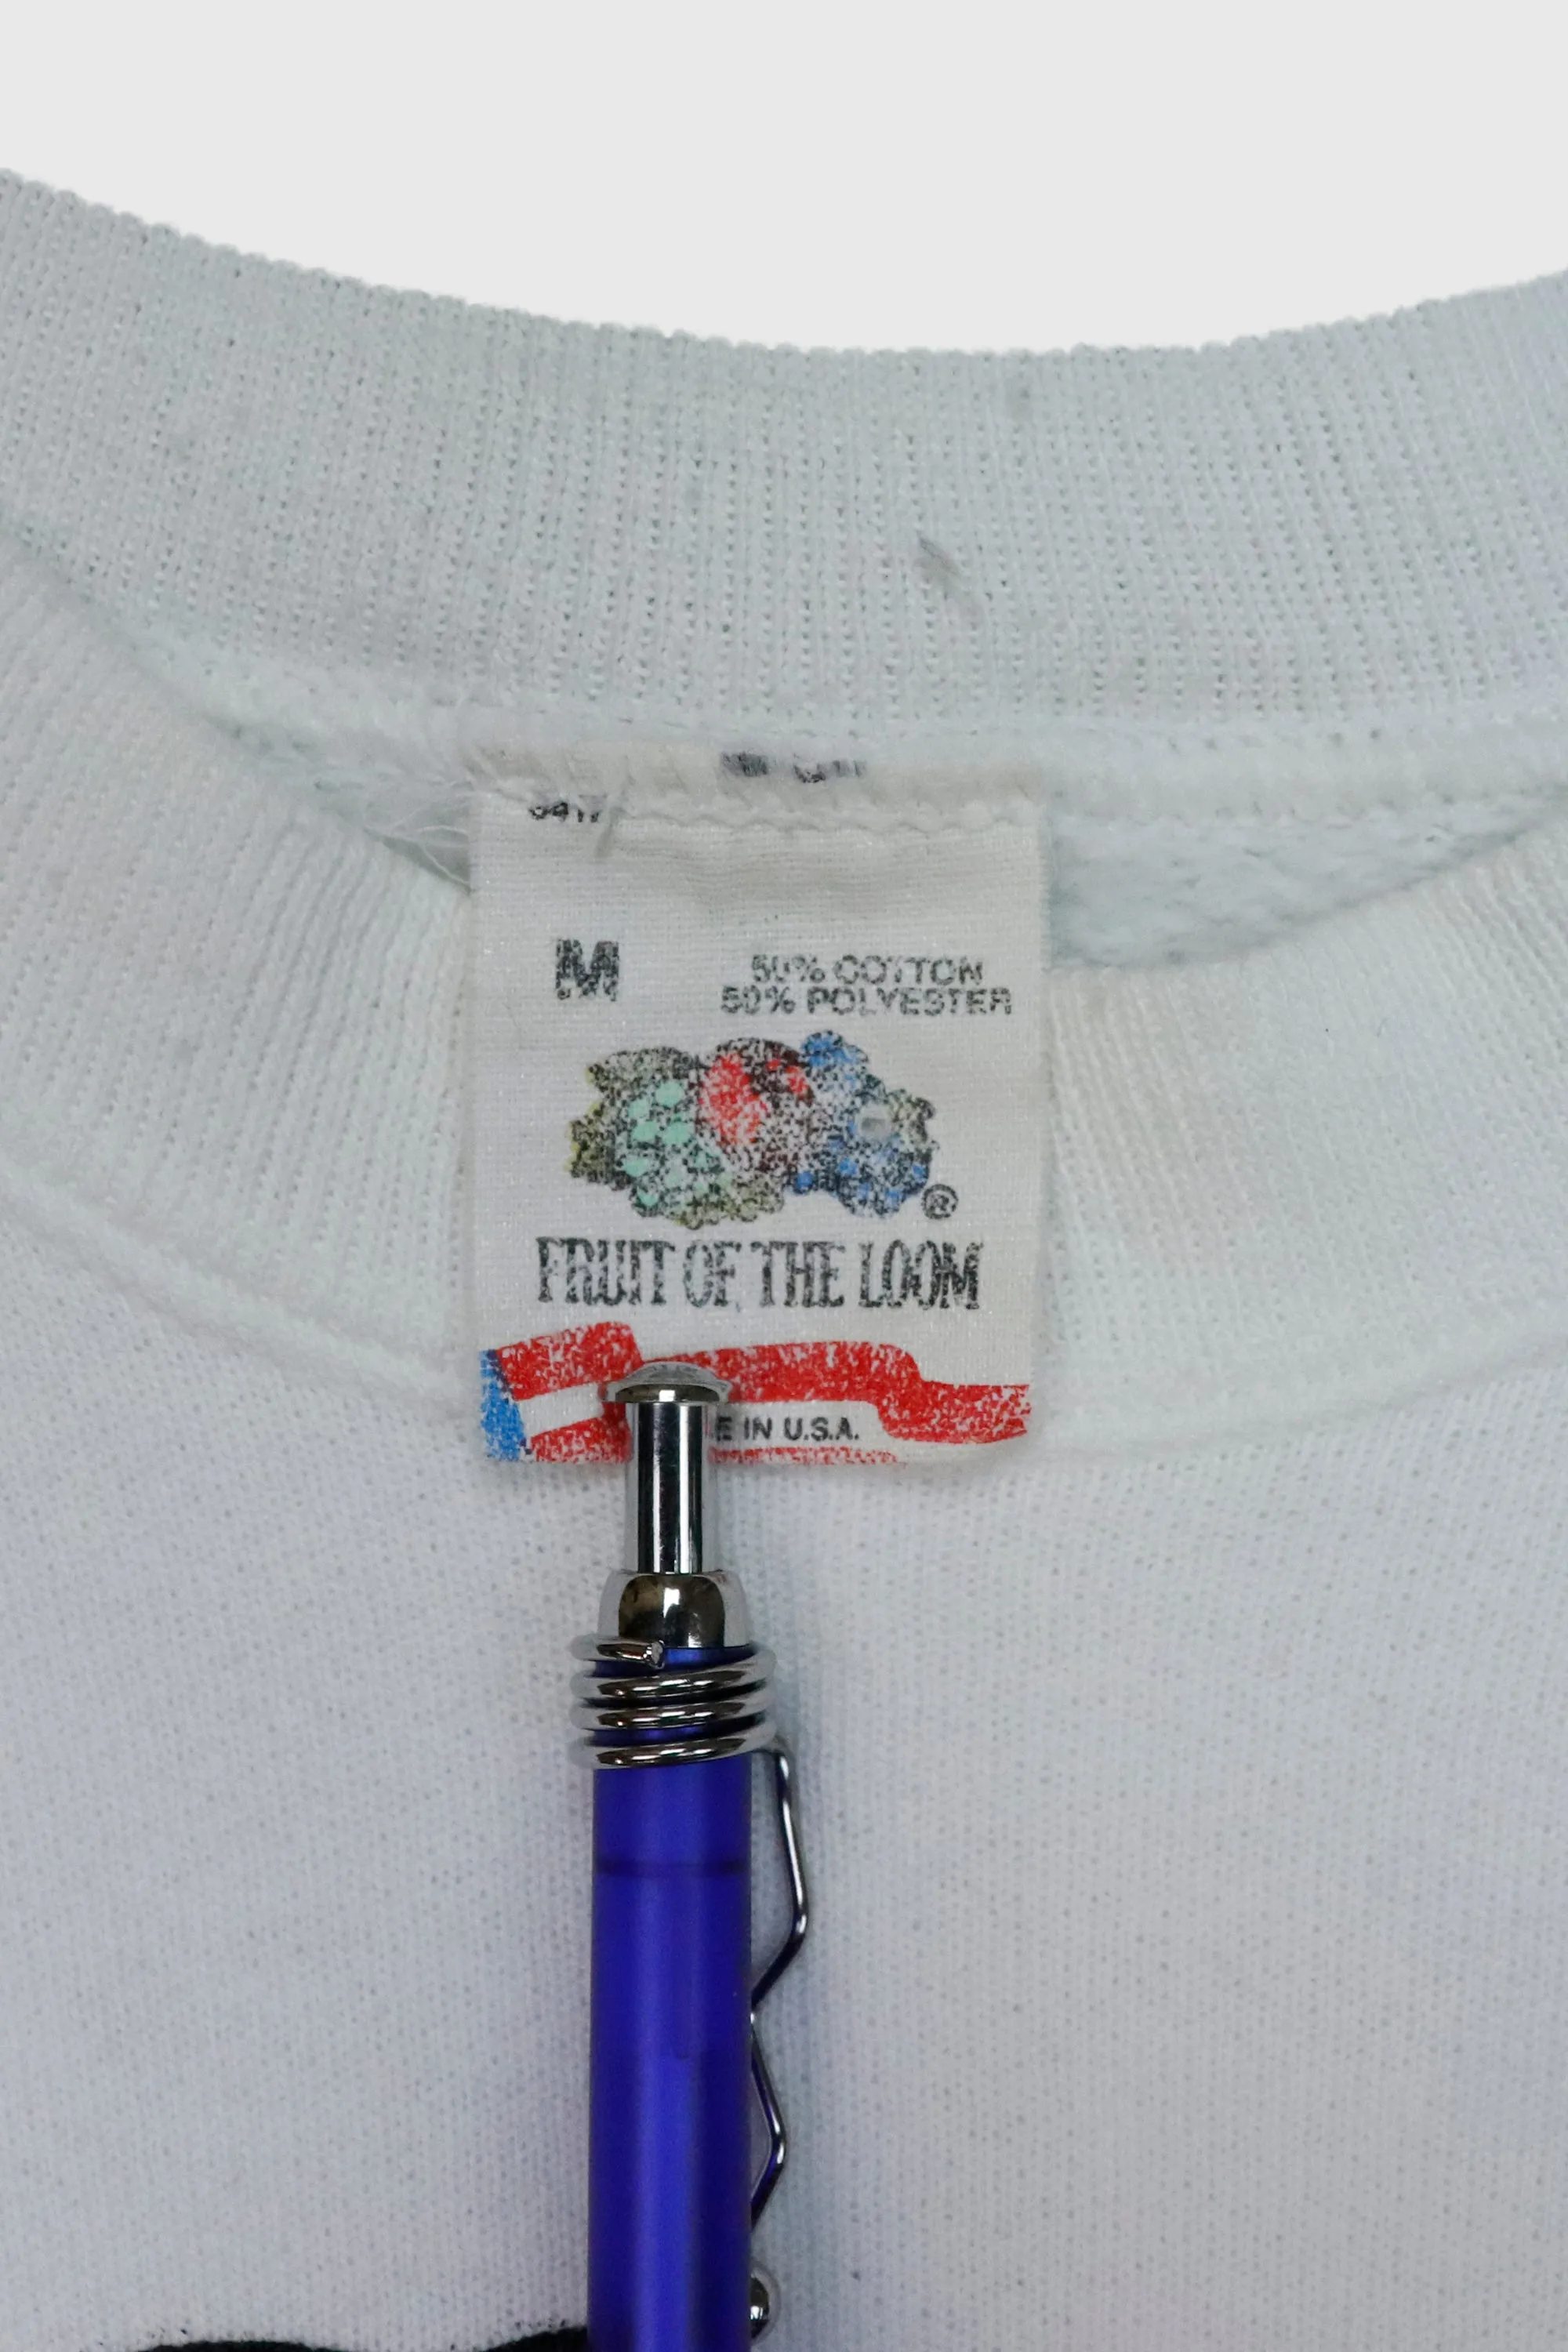 M
50% COTTON
50% POLYESTER
®
FRUIT OF THE LOOM
E IN U.S.A.